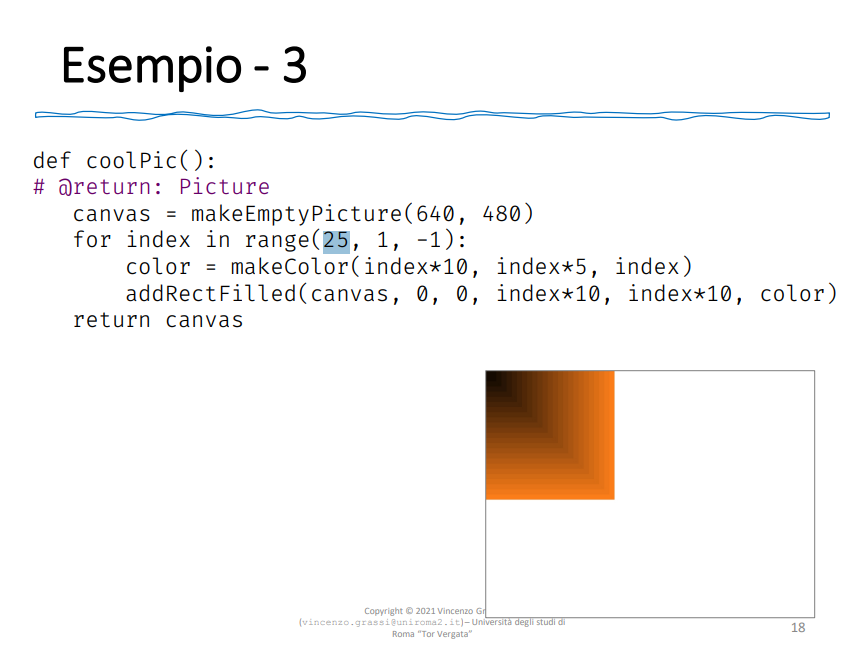 Esempio - 3
def coolPic():
# @return: Picture
canvas = makeEmptyPicture(640, 480)
for index in range(25, 1, -1):
color = makeColor(index*10, index*5, index)
addRectFilled(canvas, 0, 0, index*10, index*10, color)
return canvas
Copyright © 2021 Vincenzo
(vincenzo.grassi@uniroma2.it)– Università degli studi di
Roma "Tor Vergata"
18